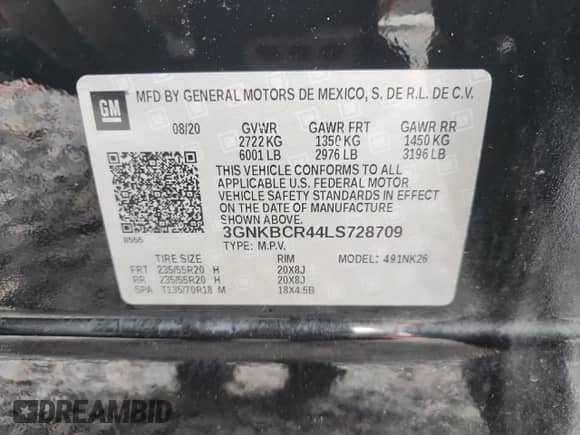 GM
MFD BY GENERAL MOTORS DE MEXICO, S. DE R.L. DE C.V.
08/20 GVWR GAWR FRT GAWR RR
2722 KG 1350 KG 1450 KG
6001 LB 2976 LB 3196 LB
THIS VEHICLE CONFORMS TO ALL
APPLICABLE U.S. FEDERAL MOTOR
VEHICLE SAFETY STANDARDS IN EFFECT
ON THE DATE OF MANUFACTURE
SHOWN ABOVE.
3GNKBCR44LS728709
8555 TYPE: M.P.V. MODEL: 491NK26
TIRE SIZE RIM
FRT 235/55R20 H 20X8J
RR 235/55R20 H 20X8J
SPA T135/70R18 M 18X4.5B
DREAMBID